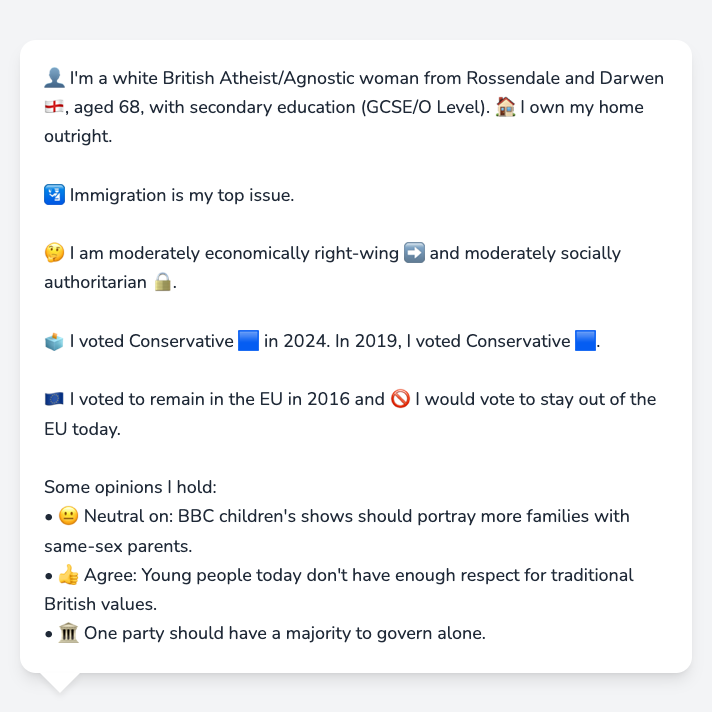 👤 I'm a white British Atheist/Agnostic woman from Rossendale and Darwen
🏴󠁧󠁢󠁥󠁮󠁧󠁿, aged 68, with secondary education (GCSE/O Level). 🏠 I own my home
outright.
🛂 Immigration is my top issue.
🤔 I am moderately economically right-wing ➡️ and moderately socially
authoritarian 🔒.
🗳️ I voted Conservative 🟦 in 2024. In 2019, I voted Conservative 🟦.
🇪🇺 I voted to remain in the EU in 2016 and 🚫 I would vote to stay out of the
EU today.
Some opinions I hold:
• 😐 Neutral on: BBC children's shows should portray more families with
same-sex parents.
• 👍 Agree: Young people today don't have enough respect for traditional
British values.
• 🏛️ One party should have a majority to govern alone.